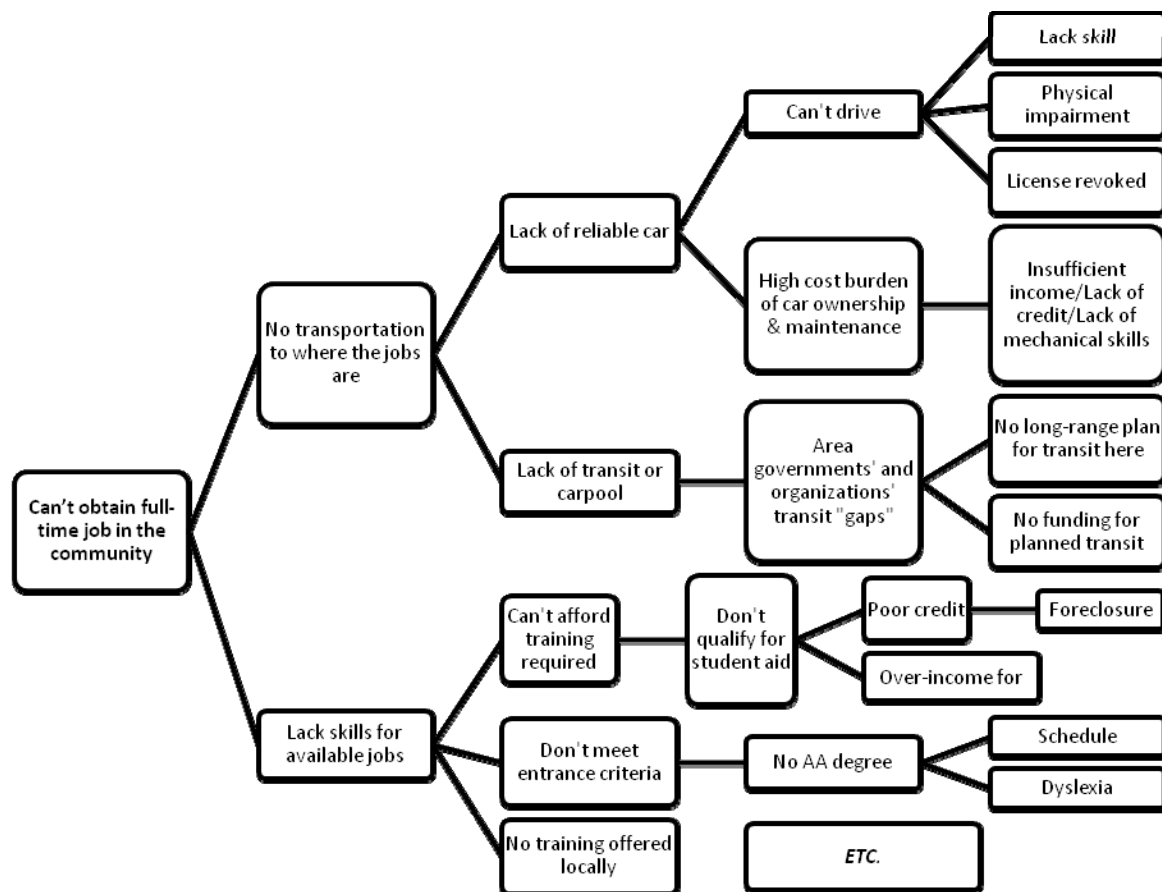 Can't obtain full-
time job in the
community
No transportation
to where the jobs
are
Lack of reliable car
Can't drive
Lack skill
Physical
impairment
License revoked
High cost burden
of car ownership
& maintenance
Insufficient
income/Lack of
credit/Lack of
mechanical skills
Lack of transit or
carpool
Area
governments' and
organizations'
transit "gaps"
No long-range plan
for transit here
No funding for
planned transit
Lack skills for
available jobs
Can't afford
training
required
Don't
qualify for
student aid
Poor credit
Foreclosure
Over-income for
Don't meet
entrance criteria
No AA degree
Schedule
Dyslexia
No training offered
locally
ETC.